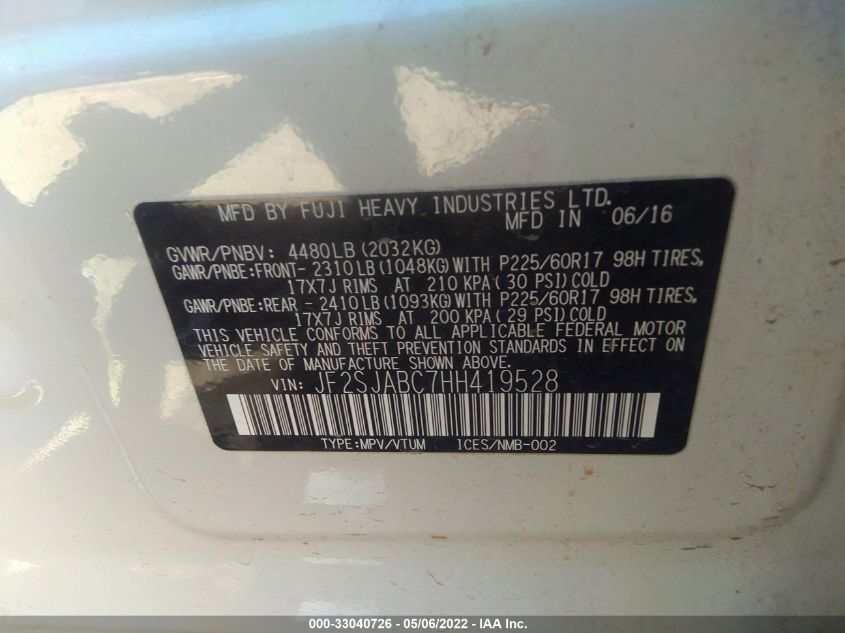 MFD BY FUJI HEAVY INDUSTRIES LTD.
MFD IN 06/16
GVWR/PNBV: 4480LB (2032KG)
GAWR/PNBE:FRONT- 2310LB (1048KG) WITH P225/60R17 98H TIRES,
17X7J RIMS AT 210 KPA (30 PSI) COLD
GAWR/PNBE:REAR - 2410LB (1093KG) WITH P225/60R17 98H TIRES,
17X7J RIMS AT 200 KPA (29 PSI) COLD
THIS VEHICLE CONFORMS TO ALL APPLICABLE FEDERAL MOTOR
VEHICLE SAFETY AND THEFT PREVENTION STANDARDS IN EFFECT ON
THE DATE OF MANUFACTURE SHOWN ABOVE.
VIN: JF2SJABC7HH419528
TYPE:MPV/VTUM ICES/NMB-002
000-33040726 - 05/06/2022 - IAA Inc.